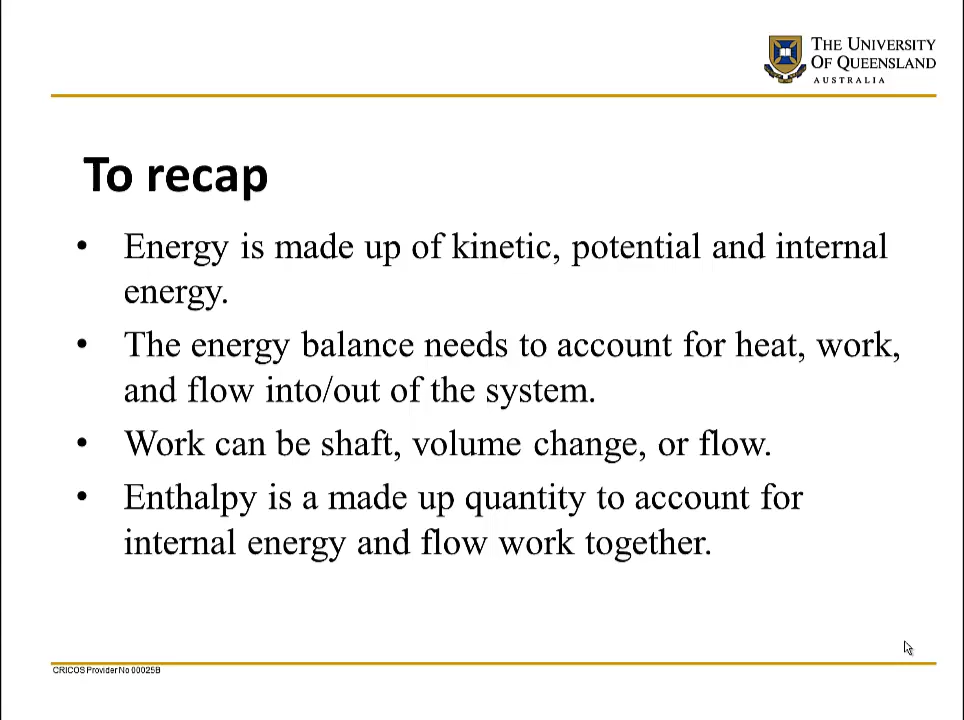 THE UNIVERSITY
OF QUEENSLAND
AUSTRALIA
To recap
• Energy is made up of kinetic, potential and internal
energy.
• The energy balance needs to account for heat, work,
and flow into/out of the system.
• Work can be shaft, volume change, or flow.
• Enthalpy is a made up quantity to account for
internal energy and flow work together.
CRICOS Provider No 00025B